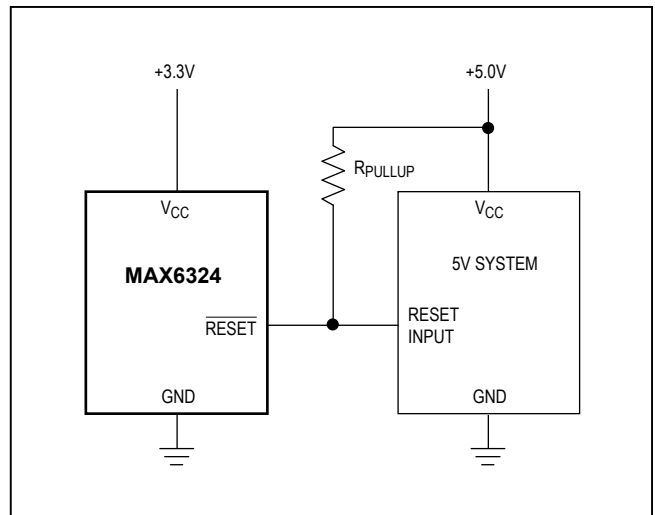 +3.3V
+5.0V
RPULLUP
VCC
VCC
MAX6324
5V SYSTEM
RESET
RESET
INPUT
GND
GND